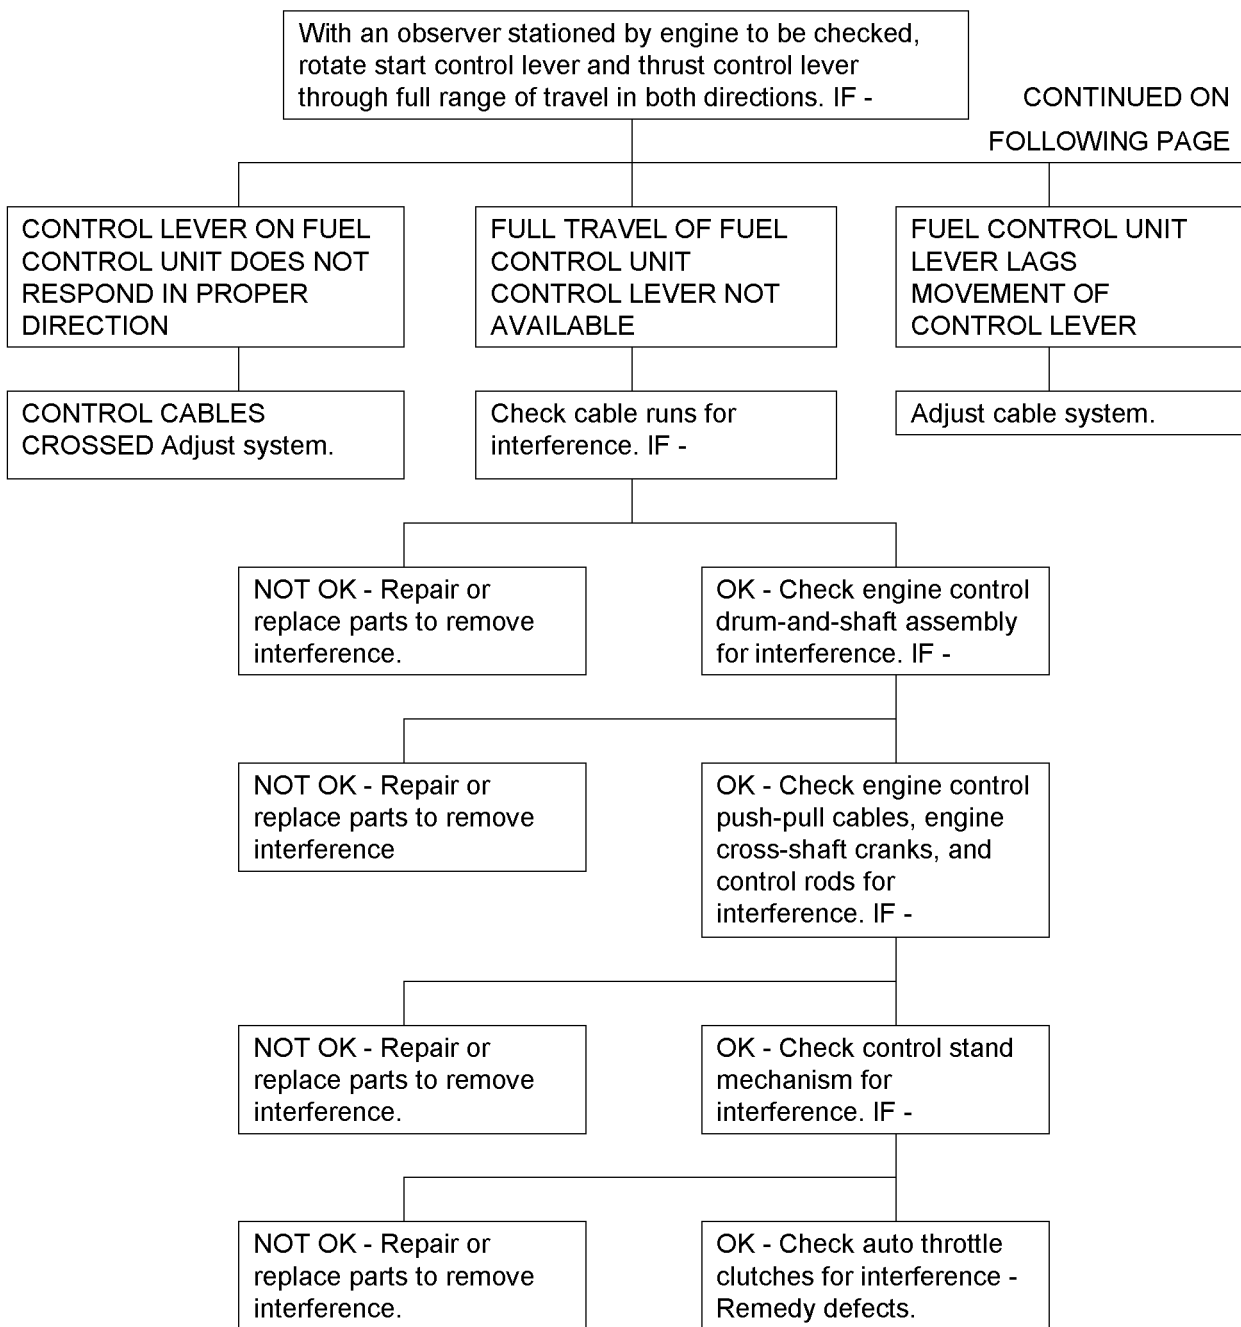 With an observer stationed by engine to be checked,
rotate start control lever and thrust control lever
through full range of travel in both directions. IF -
CONTINUED ON
FOLLOWING PAGE
CONTROL LEVER ON FUEL
CONTROL UNIT DOES NOT
RESPOND IN PROPER
DIRECTION
FULL TRAVEL OF FUEL
CONTROL UNIT
CONTROL LEVER NOT
AVAILABLE
FUEL CONTROL UNIT
LEVER LAGS
MOVEMENT OF
CONTROL LEVER
CONTROL CABLES
CROSSED Adjust system.
Check cable runs for
interference. IF -
Adjust cable system.
NOT OK - Repair or
replace parts to remove
interference.
OK - Check engine control
drum-and-shaft assembly
for interference. IF -
NOT OK - Repair or
replace parts to remove
interference
OK - Check engine control
push-pull cables, engine
cross-shaft cranks, and
control rods for
interference. IF -
NOT OK - Repair or
replace parts to remove
interference.
OK - Check control stand
mechanism for
interference. IF -
NOT OK - Repair or
replace parts to remove
interference.
OK - Check auto throttle
clutches for interference -
Remedy defects.